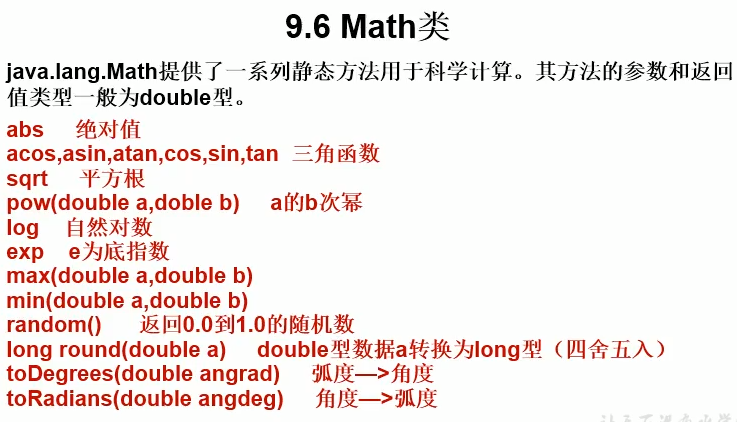 9.6 Math类
java.lang.Math提供了一系列静态方法用于科学计算。其方法的参数和返回
值类型一般为double型。
abs 绝对值
acos,asin,atan,cos,sin,tan 三角函数
sqrt 平方根
pow(double a,doble b) a的b次幂
log 自然对数
exp e为底指数
max(double a,double b)
min(double a,double b)
random() 返回0.0到1.0的随机数
long round(double a) double型数据a转换为long型（四舍五入）
toDegrees(double angrad) 弧度—>角度
toRadians(double angdeg) 角度—>弧度